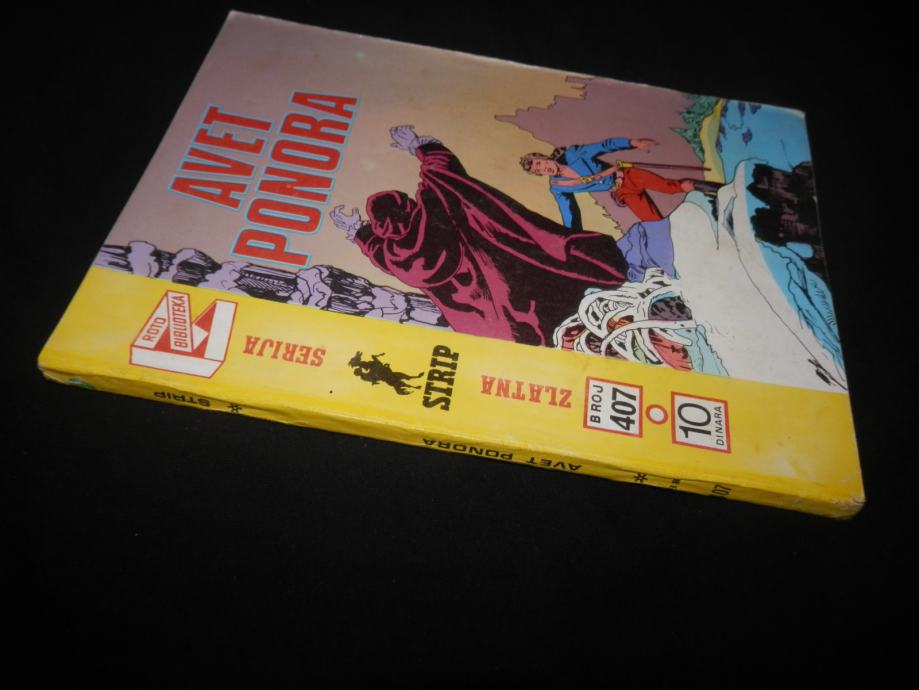 AVET
PONORA
ROTO
BIBLIOTEKA
ZLATNA
STRIP
SERIJA
BROJ
407
10
DINARA
STRIP * AVET PONORA *